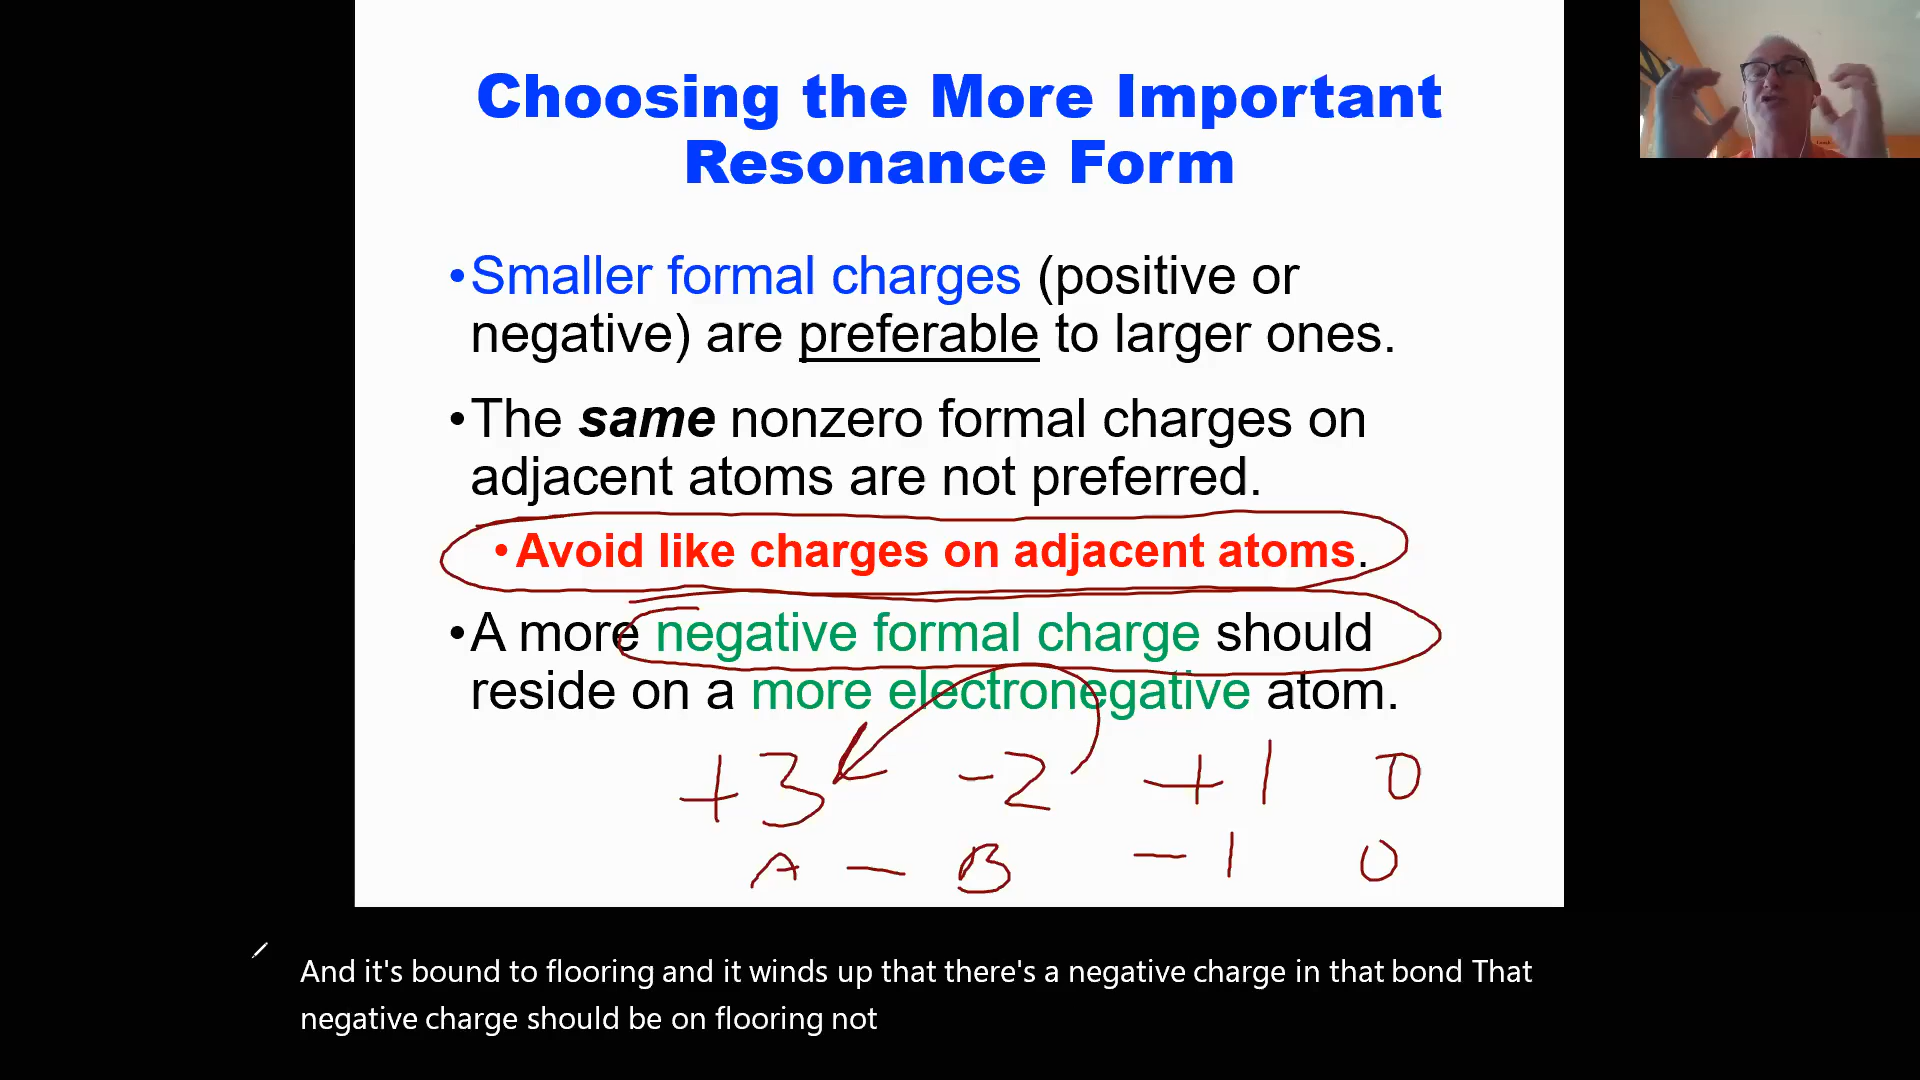 Choosing the More Important
Resonance Form
•Smaller formal charges (positive or
negative) are preferable to larger ones.
•The same nonzero formal charges on
adjacent atoms are not preferred.
•Avoid like charges on adjacent atoms.
•A more negative formal charge should
reside on a more electronegative atom.
+3 -2 +1 0
A - B -1 0
And it's bound to flooring and it winds up that there's a negative charge in that bond That
negative charge should be on flooring not